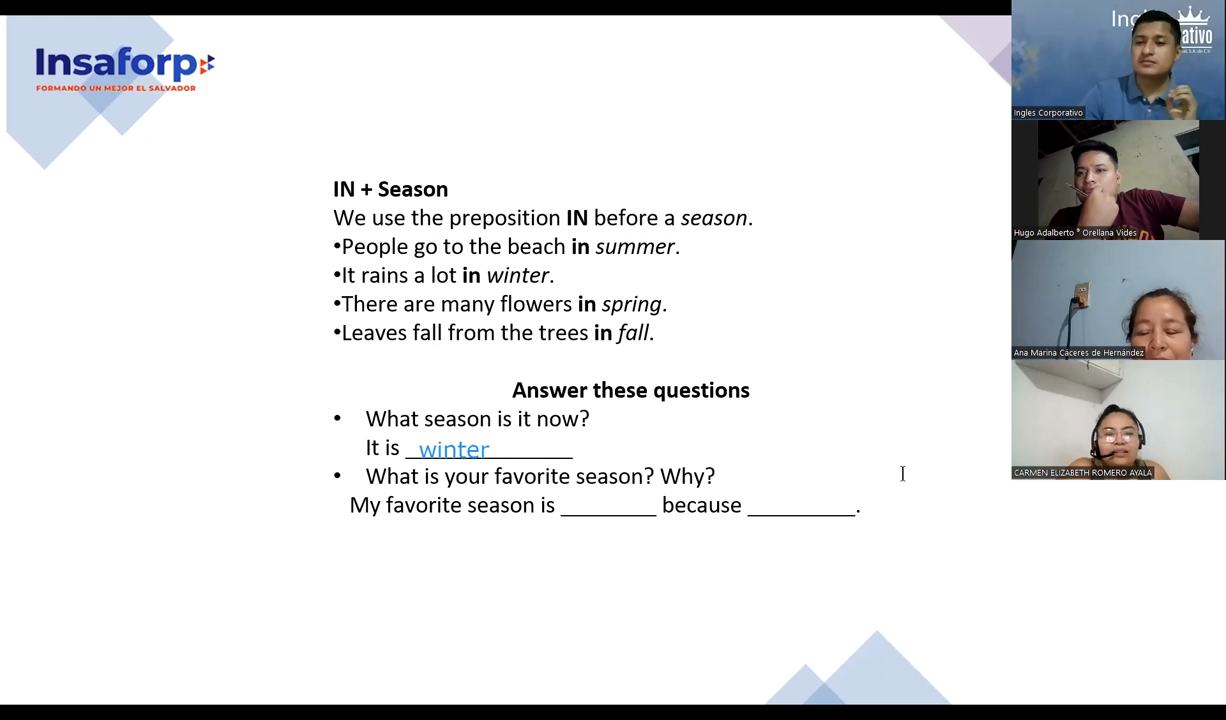 Insaforp
FORMANDO UN MEJOR EL SALVADOR
IN + Season
We use the preposition IN before a season.
•People go to the beach in summer.
•It rains a lot in winter.
•There are many flowers in spring.
•Leaves fall from the trees in fall.
Answer these questions
• What season is it now?
It is _______________ winter
• What is your favorite season? Why?
My favorite season is ________ because _________.
Ingles Corporativo
Hugo Adalberto * Orellana Vides
Ana Marina Cáceres de Hernández
CARMEN ELIZABETH ROMERO AYALA